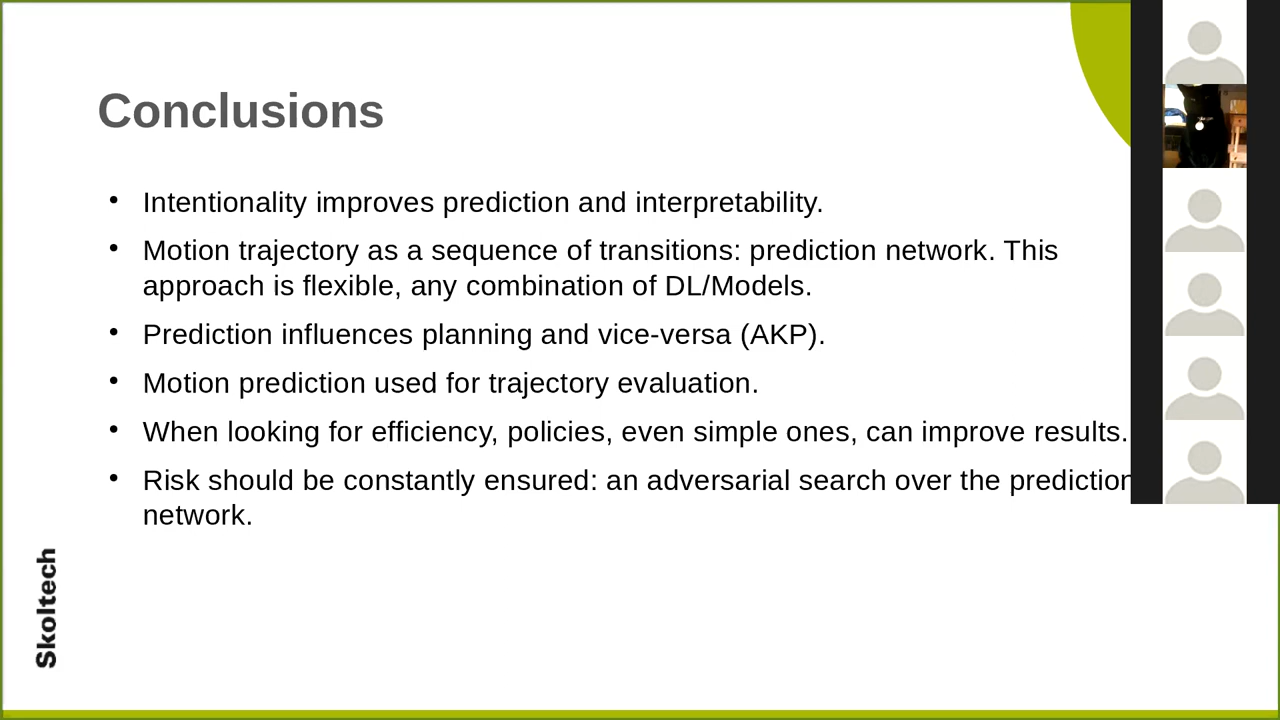 Conclusions
• Intentionality improves prediction and interpretability.
• Motion trajectory as a sequence of transitions: prediction network. This
approach is flexible, any combination of DL/Models.
• Prediction influences planning and vice-versa (AKP).
• Motion prediction used for trajectory evaluation.
• When looking for efficiency, policies, even simple ones, can improve results.
• Risk should be constantly ensured: an adversarial search over the prediction
network.
Skoltech